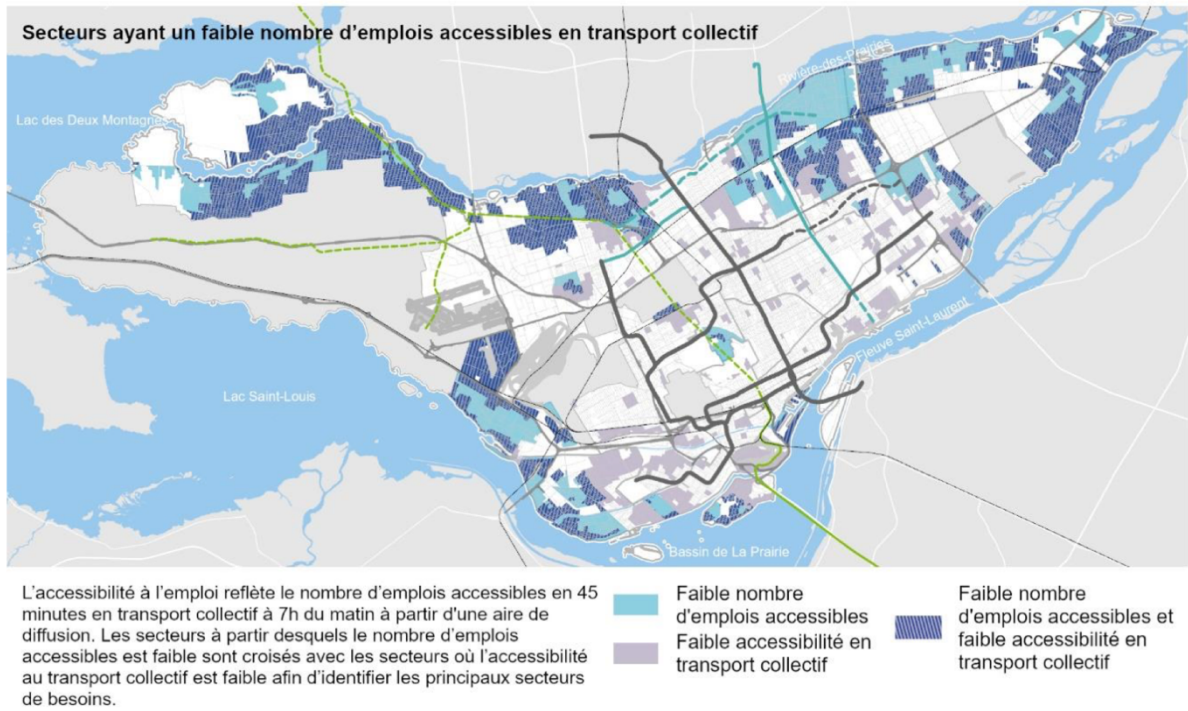 Secteurs ayant un faible nombre d'emplois accessibles en transport collectif
Rivière-des-Prairies
Lac des Deux Montagne
Fleuve Saint-Laurent
Lac Saint-Louis
Bassin de La Prairie
L'accessibilité à l'emploi reflète le nombre d'emplois accessibles en 45
minutes en transport collectif à 7h du matin à partir d'une aire de
diffusion. Les secteurs à partir desquels le nombre d'emplois
accessibles est faible sont croisés avec les secteurs où l'accessibilité
au transport collectif est faible afin d'identifier les principaux secteurs
de besoins.
Faible nombre
d'emplois accessibles
Faible accessibilité en
transport collectif
Faible nombre
d'emplois accessibles et
faible accessibilité en
transport collectif